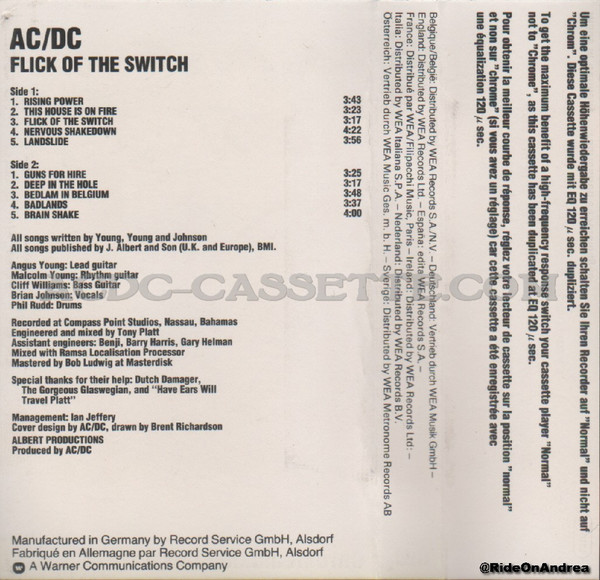 AC/DC
FLICK OF THE SWITCH
Side 1:
1. RISING POWER 3:43
2. THIS HOUSE IS ON FIRE 3:23
3. FLICK OF THE SWITCH 3:17
4. NERVOUS SHAKEDOWN 4:22
5. LANDSLIDE 3:56
Side 2:
1. GUNS FOR HIRE 3:25
2. DEEP IN THE HOLE 3:17
3. BEDLAM IN BELGIUM 3:48
4. BADLANDS 3:37
5. BRAIN SHAKE 4:00
All songs written by Young, Young and Johnson
All songs published by J. Albert and Son (U.K. and Europe), BMI.
Angus Young: Lead guitar
Malcolm Young: Rhythm guitar
Cliff Williams: Bass Guitar
Brian Johnson: Vocals
Phil Rudd: Drums
Recorded at Compass Point Studios, Nassau, Bahamas
Engineered and mixed by Tony Platt
Assistant engineers: Benji, Barry Harris, Gary Helman
Mixed with Ramsa Localisation Processor
Mastered by Bob Ludwig at Masterdisk
Special thanks for their help: Dutch Damager,
The Gorgeous Glaswegian, and "Have Ears Will
Travel Platt"
Management: Ian Jeffery
Cover design by AC/DC, drawn by Brent Richardson
ALBERT PRODUCTIONS
Produced by AC/DC
Manufactured in Germany by Record Service GmbH, Alsdorf
Fabriqué en Allemagne par Record Service GmbH, Alsdorf
A Warner Communications Company
Belgique/België: Distributed by WEA Records S.A./N.V. – Deutschland: Vertrieb durch WEA Musik GmbH –
England: Distributed by WEA Records Ltd. – España: edita WEA Records S.A. –
France: Distribué par WEA/Filipacchi Music, Paris – Ireland: Distributed by WEA Records Ltd: –
Italia: Distributed by WEA Italiana S.P.A. – Nederland: Distributed by WEA Records B.V.
Österreich: Vertrieb durch WEA Music Ges. m. b. H. – Sverige: Distributed by WEA Metronome Records AB
Um eine optimale Höhenwiedergabe zu erreichen schalten Sie Ihren Recorder auf "Normal" und nicht auf
"Chrom". Diese Cassette wurde mit EQ 120 µ sec. dupliziert.
To get the maximum benefit of a high-frequency response switch your cassette player "Normal"
not to "Chrome", as this cassette has been duplicated at EQ 120 µ sec.
Pour obtenir la meilleur courbe de réponse, réglez votre lecteur de cassette sur la position "normal"
et non sur "chrome" (si vous avez un réglage) car cette cassette a été enregistrée avec
une équalization 120 µ sec.
ACDC-CASSETTA.COM
@RideOnAndrea